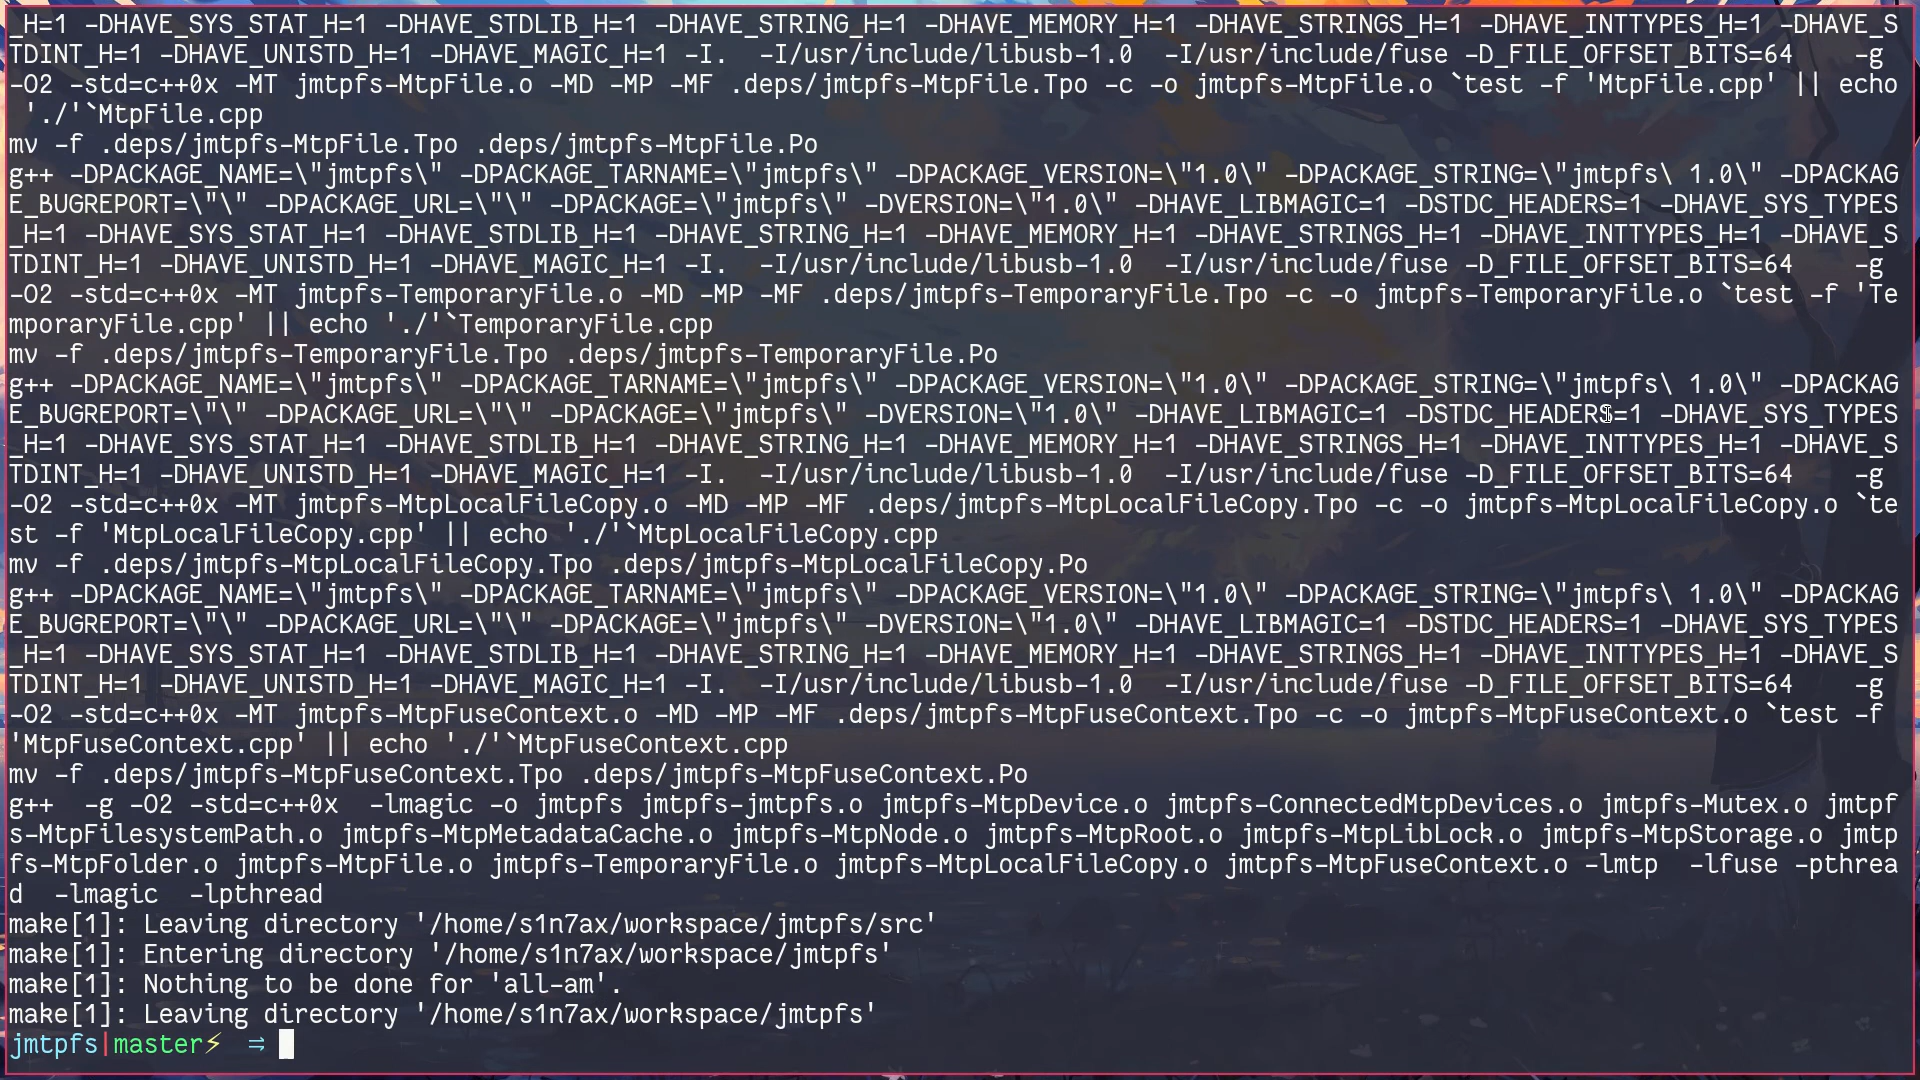 _H=1 -DHAVE_SYS_STAT_H=1 -DHAVE_STDLIB_H=1 -DHAVE_STRING_H=1 -DHAVE_MEMORY_H=1 -DHAVE_STRINGS_H=1 -DHAVE_INTTYPES_H=1 -DHAVE_S
TDINT_H=1 -DHAVE_UNISTD_H=1 -DHAVE_MAGIC_H=1 -I.  -I/usr/include/libusb-1.0  -I/usr/include/fuse -D_FILE_OFFSET_BITS=64    -g
-O2 -std=c++0x -MT jmtpfs-MtpFile.o -MD -MP -MF .deps/jmtpfs-MtpFile.Tpo -c -o jmtpfs-MtpFile.o `test -f 'MtpFile.cpp' || echo
 './'`MtpFile.cpp
mv -f .deps/jmtpfs-MtpFile.Tpo .deps/jmtpfs-MtpFile.Po
g++ -DPACKAGE_NAME=\"jmtpfs\" -DPACKAGE_TARNAME=\"jmtpfs\" -DPACKAGE_VERSION=\"1.0\" -DPACKAGE_STRING=\"jmtpfs\ 1.0\" -DPACKAG
E_BUGREPORT=\"\" -DPACKAGE_URL=\"\" -DPACKAGE=\"jmtpfs\" -DVERSION=\"1.0\" -DHAVE_LIBMAGIC=1 -DSTDC_HEADERS=1 -DHAVE_SYS_TYPES
_H=1 -DHAVE_SYS_STAT_H=1 -DHAVE_STDLIB_H=1 -DHAVE_STRING_H=1 -DHAVE_MEMORY_H=1 -DHAVE_STRINGS_H=1 -DHAVE_INTTYPES_H=1 -DHAVE_S
TDINT_H=1 -DHAVE_UNISTD_H=1 -DHAVE_MAGIC_H=1 -I.  -I/usr/include/libusb-1.0  -I/usr/include/fuse -D_FILE_OFFSET_BITS=64    -g
-O2 -std=c++0x -MT jmtpfs-TemporaryFile.o -MD -MP -MF .deps/jmtpfs-TemporaryFile.Tpo -c -o jmtpfs-TemporaryFile.o `test -f 'Te
mporaryFile.cpp' || echo './'`TemporaryFile.cpp
mv -f .deps/jmtpfs-TemporaryFile.Tpo .deps/jmtpfs-TemporaryFile.Po
g++ -DPACKAGE_NAME=\"jmtpfs\" -DPACKAGE_TARNAME=\"jmtpfs\" -DPACKAGE_VERSION=\"1.0\" -DPACKAGE_STRING=\"jmtpfs\ 1.0\" -DPACKAG
E_BUGREPORT=\"\" -DPACKAGE_URL=\"\" -DPACKAGE=\"jmtpfs\" -DVERSION=\"1.0\" -DHAVE_LIBMAGIC=1 -DSTDC_HEADERS=1 -DHAVE_SYS_TYPES
_H=1 -DHAVE_SYS_STAT_H=1 -DHAVE_STDLIB_H=1 -DHAVE_STRING_H=1 -DHAVE_MEMORY_H=1 -DHAVE_STRINGS_H=1 -DHAVE_INTTYPES_H=1 -DHAVE_S
TDINT_H=1 -DHAVE_UNISTD_H=1 -DHAVE_MAGIC_H=1 -I.  -I/usr/include/libusb-1.0  -I/usr/include/fuse -D_FILE_OFFSET_BITS=64    -g
-O2 -std=c++0x -MT jmtpfs-MtpLocalFileCopy.o -MD -MP -MF .deps/jmtpfs-MtpLocalFileCopy.Tpo -c -o jmtpfs-MtpLocalFileCopy.o `te
st -f 'MtpLocalFileCopy.cpp' || echo './'`MtpLocalFileCopy.cpp
mv -f .deps/jmtpfs-MtpLocalFileCopy.Tpo .deps/jmtpfs-MtpLocalFileCopy.Po
g++ -DPACKAGE_NAME=\"jmtpfs\" -DPACKAGE_TARNAME=\"jmtpfs\" -DPACKAGE_VERSION=\"1.0\" -DPACKAGE_STRING=\"jmtpfs\ 1.0\" -DPACKAG
E_BUGREPORT=\"\" -DPACKAGE_URL=\"\" -DPACKAGE=\"jmtpfs\" -DVERSION=\"1.0\" -DHAVE_LIBMAGIC=1 -DSTDC_HEADERS=1 -DHAVE_SYS_TYPES
_H=1 -DHAVE_SYS_STAT_H=1 -DHAVE_STDLIB_H=1 -DHAVE_STRING_H=1 -DHAVE_MEMORY_H=1 -DHAVE_STRINGS_H=1 -DHAVE_INTTYPES_H=1 -DHAVE_S
TDINT_H=1 -DHAVE_UNISTD_H=1 -DHAVE_MAGIC_H=1 -I.  -I/usr/include/libusb-1.0  -I/usr/include/fuse -D_FILE_OFFSET_BITS=64    -g
-O2 -std=c++0x -MT jmtpfs-MtpFuseContext.o -MD -MP -MF .deps/jmtpfs-MtpFuseContext.Tpo -c -o jmtpfs-MtpFuseContext.o `test -f
'MtpFuseContext.cpp' || echo './'`MtpFuseContext.cpp
mv -f .deps/jmtpfs-MtpFuseContext.Tpo .deps/jmtpfs-MtpFuseContext.Po
g++  -g -O2 -std=c++0x  -lmagic -o jmtpfs jmtpfs-jmtpfs.o jmtpfs-MtpDevice.o jmtpfs-ConnectedMtpDevices.o jmtpfs-Mutex.o jmtpf
s-MtpFilesystemPath.o jmtpfs-MtpMetadataCache.o jmtpfs-MtpNode.o jmtpfs-MtpRoot.o jmtpfs-MtpLibLock.o jmtpfs-MtpStorage.o jmtp
fs-MtpFolder.o jmtpfs-MtpFile.o jmtpfs-TemporaryFile.o jmtpfs-MtpLocalFileCopy.o jmtpfs-MtpFuseContext.o -lmtp  -lfuse -pthrea
d  -lmagic  -lpthread
make[1]: Leaving directory '/home/s1n7ax/workspace/jmtpfs/src'
make[1]: Entering directory '/home/s1n7ax/workspace/jmtpfs'
make[1]: Nothing to be done for 'all-am'.
make[1]: Leaving directory '/home/s1n7ax/workspace/jmtpfs'
jmtpfs|master⚡ ⇒